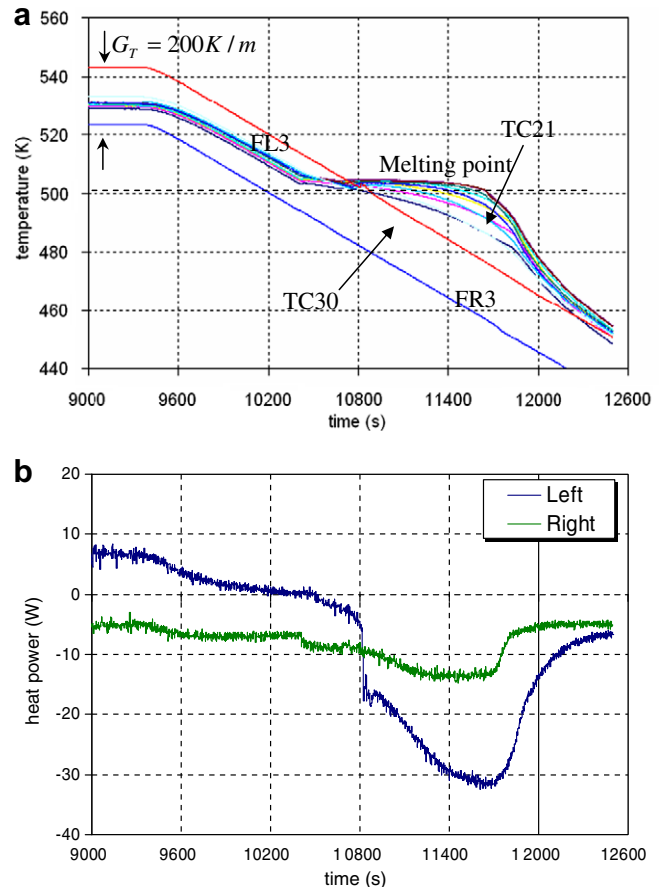 a
560
540
520
500
480
460
440
temperature (K)
G_T = 200K / m
FL3
Melting point
TC21
TC30
FR3
9000 9600 10200 10800 11400 12000 12600
time (s)
b
20
10
0
-10
-20
-30
-40
heat power (W)
Left
Right
9000 9600 10200 10800 11400 12000 12600
time (s)